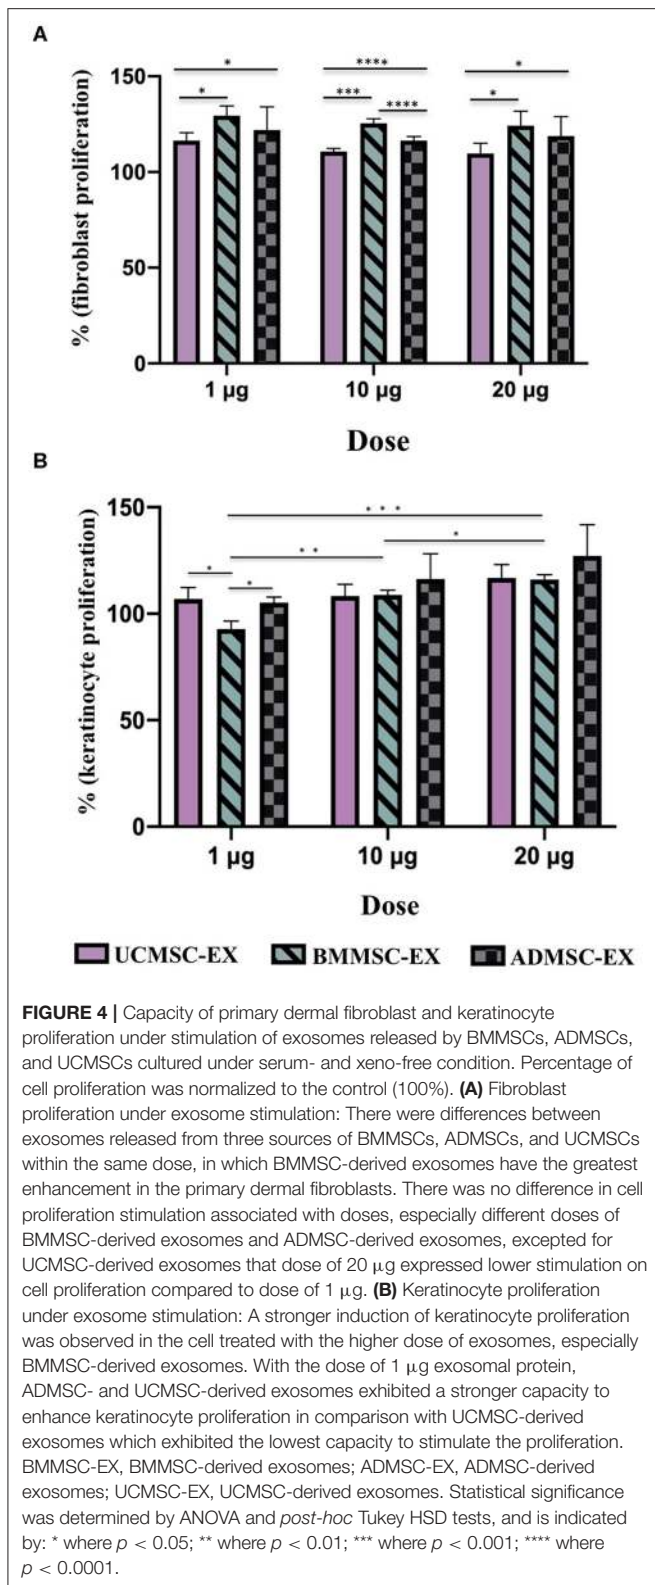 A
% (fibroblast proliferation)
150
100
50
0
*
*
****
***
****
*
*
1 µg
10 µg
20 µg
Dose
B
% (keratinocyte proliferation)
150
100
50
0
* * *
* *
*
*
*
1 µg
10 µg
20 µg
Dose
UCMSC-EX
BMMSC-EX
ADMSC-EX
FIGURE 4 | Capacity of primary dermal fibroblast and keratinocyte
proliferation under stimulation of exosomes released by BMMSCs, ADMSCs,
and UCMSCs cultured under serum- and xeno-free condition. Percentage of
cell proliferation was normalized to the control (100%). (A) Fibroblast
proliferation under exosome stimulation: There were differences between
exosomes released from three sources of BMMSCs, ADMSCs, and UCMSCs
within the same dose, in which BMMSC-derived exosomes have the greatest
enhancement in the primary dermal fibroblasts. There was no difference in cell
proliferation stimulation associated with doses, especially different doses of
BMMSC-derived exosomes and ADMSC-derived exosomes, excepted for
UCMSC-derived exosomes that dose of 20 µg expressed lower stimulation on
cell proliferation compared to dose of 1 µg. (B) Keratinocyte proliferation
under exosome stimulation: A stronger induction of keratinocyte proliferation
was observed in the cell treated with the higher dose of exosomes, especially
BMMSC-derived exosomes. With the dose of 1 µg exosomal protein,
ADMSC- and UCMSC-derived exosomes exhibited a stronger capacity to
enhance keratinocyte proliferation in comparison with UCMSC-derived
exosomes which exhibited the lowest capacity to stimulate the proliferation.
BMMSC-EX, BMMSC-derived exosomes; ADMSC-EX, ADMSC-derived
exosomes; UCMSC-EX, UCMSC-derived exosomes. Statistical significance
was determined by ANOVA and post-hoc Tukey HSD tests, and is indicated
by: * where p < 0.05; ** where p < 0.01; *** where p < 0.001; **** where
p < 0.0001.